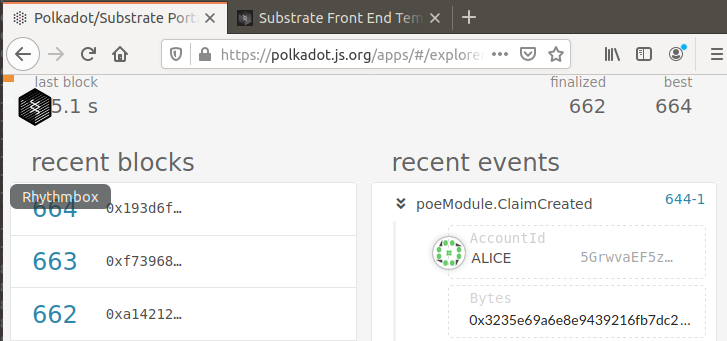 Polkadot/Substrate Port
Substrate Front End Tem
https://polkadot.js.org/apps/#/explorer
last block
5.1 s
finalized
662
best
664
recent blocks
Rhythmbox
664
0x193d6f…
663
0xf73968…
662
0xa14212…
recent events
poeModule.ClaimCreated
644-1
AccountId
ALICE
5GrwvaEF5z…
Bytes
0x3235e69a6e8e9439216fb7dc2…